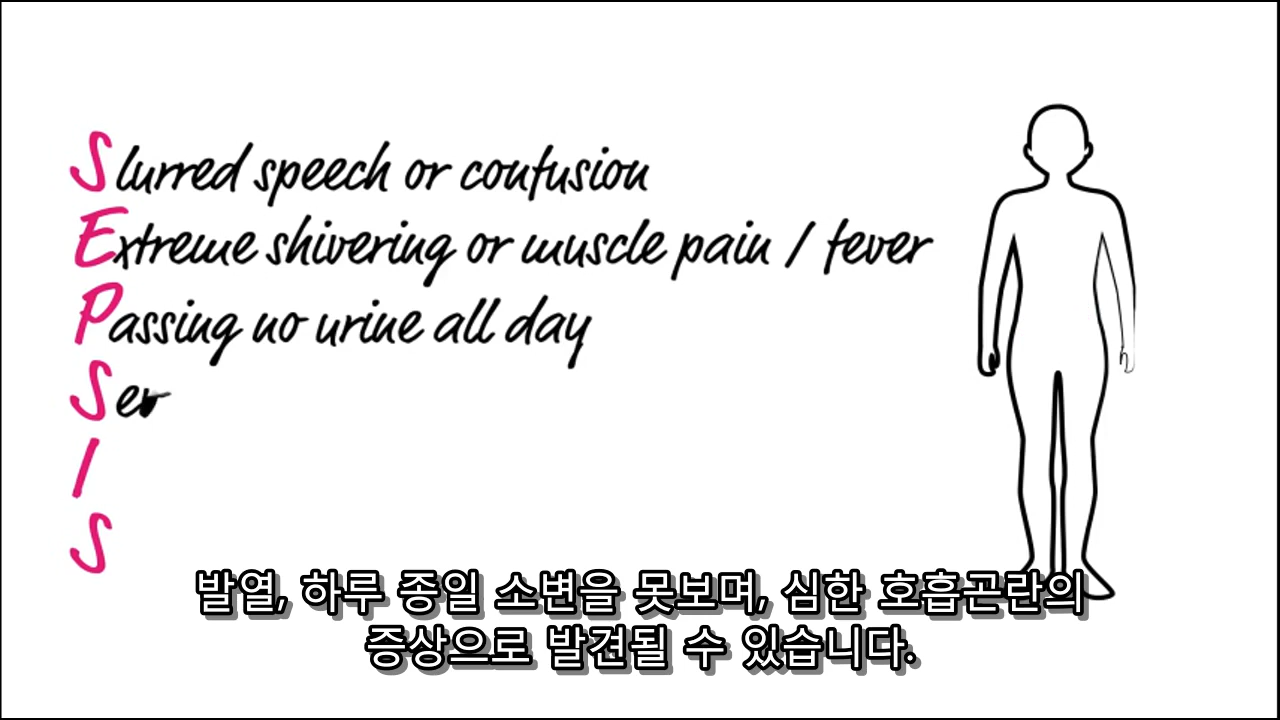 Slurred speech or confusion
Extreme shivering or muscle pain / fever
Passing no urine all day
Sev
I
S
발열, 하루 종일 소변을 못보며, 심한 호흡곤란의
증상으로 발견될 수 있습니다.